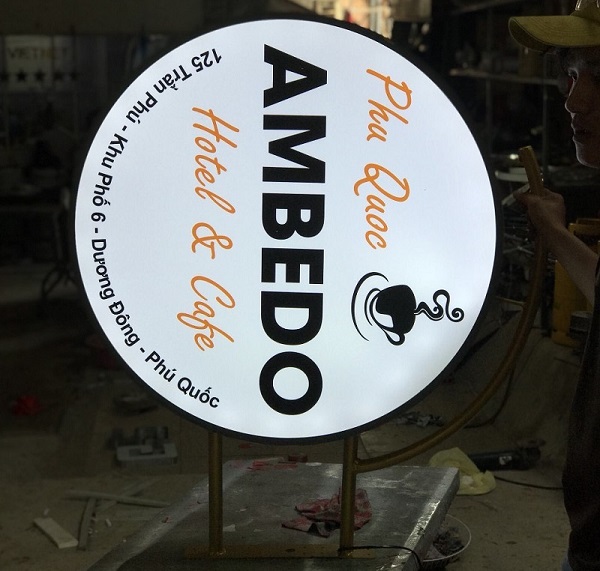 Phu Quoc
AMBEDO
Hotel & Cafe
125 Trần Phú - Khu Phố 6 - Dương Đông - Phú Quốc